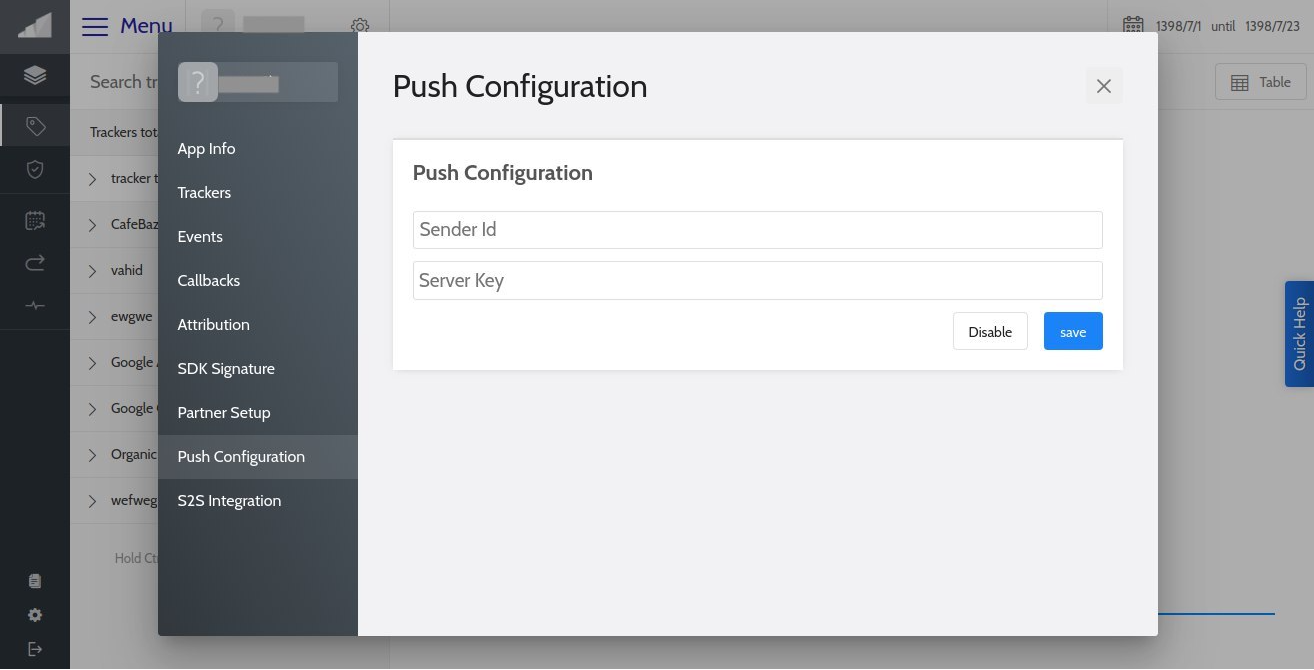 Menu
?
1398/7/1 until 1398/7/23
Search tr
Table
Trackers tot
tracker t
CafeBaz
vahid
ewgwe
Google
Google
Organic
wefweg
Hold Ct
?
App Info
Trackers
Events
Callbacks
Attribution
SDK Signature
Partner Setup
Push Configuration
S2S Integration
Push Configuration
Push Configuration
Sender Id
Server Key
Disable
save
Quick Help